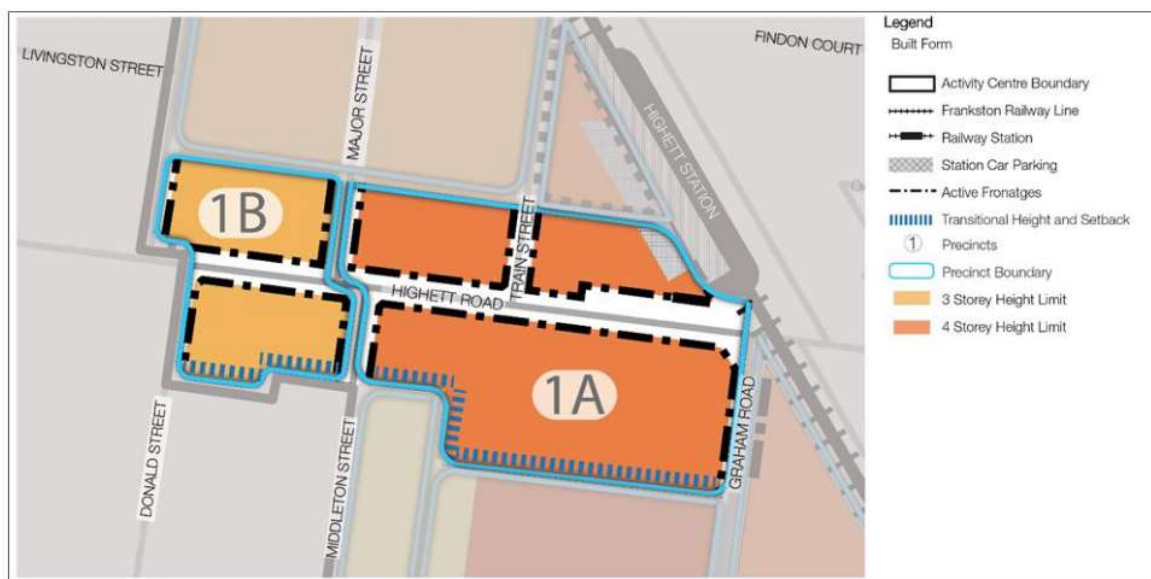 LIVINGSTON STREET
MAJOR STREET
FINDON COURT
HIGHETT STATION
1B
TRAIN STREET
HIGHETT ROAD
1A
GRAHAM ROAD
DONALD STREET
MIDDLETON STREET
Legend
Built Form
Activity Centre Boundary
Frankston Railway Line
Railway Station
Station Car Parking
Active Fronatges
Transitional Height and Setback
1 Precincts
Precinct Boundary
3 Storey Height Limit
4 Storey Height Limit